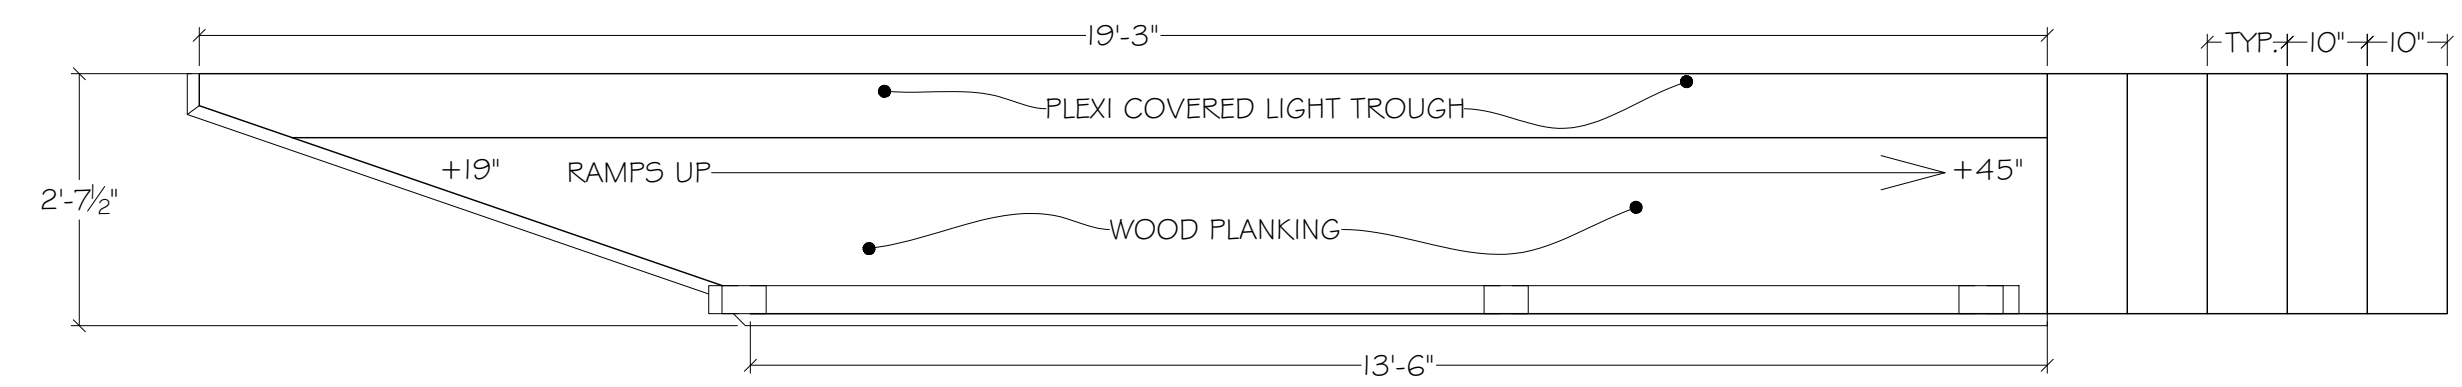 19'-3"
TYP. 10" 10"
PLEXI COVERED LIGHT TROUGH
+19" RAMPS UP +45"
2'-7½"
WOOD PLANKING
13'-6"